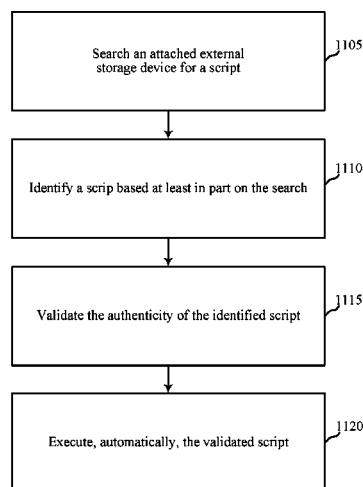 Search an attached external
storage device for a script
1105
Identify a scrip based at least in part on the search
1110
Validate the authenticity of the identified script
1115
Execute, automatically, the validated script
1120